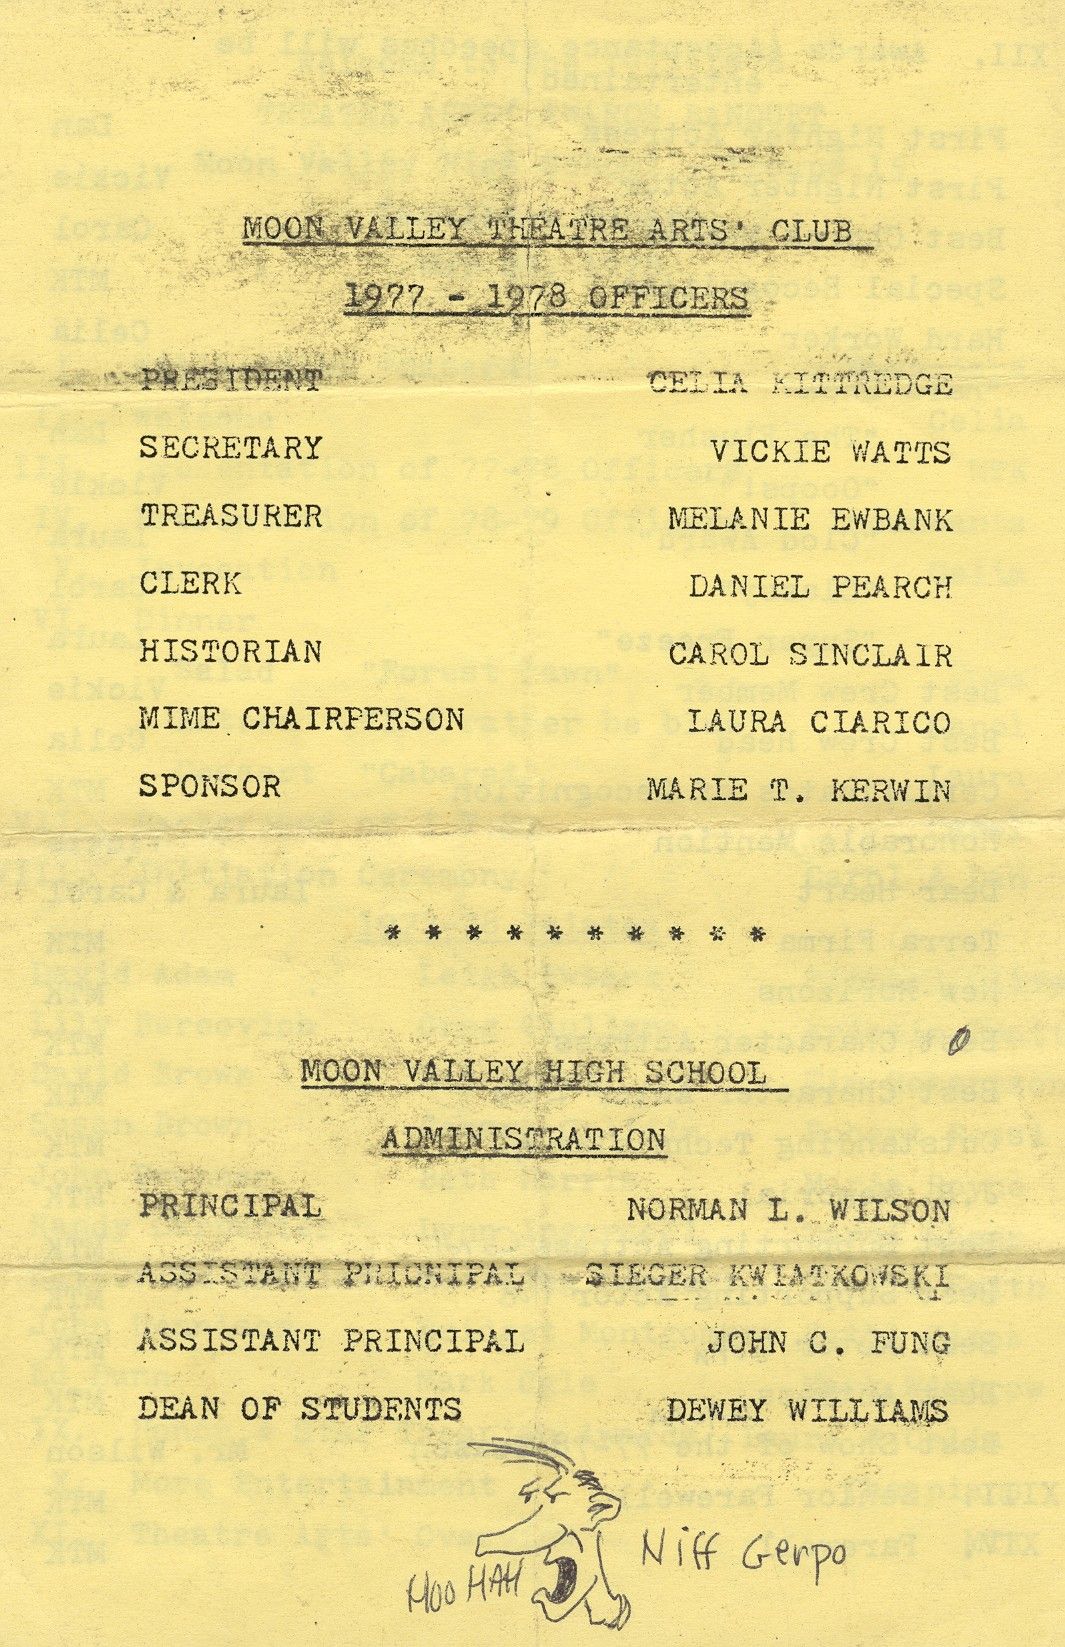 MOON VALLEY THEATRE ARTS' CLUB
1977 - 1978 OFFICERS
PRESIDENT CELIA KITTREDGE
SECRETARY VICKIE WATTS
TREASURER MELANIE EWBANK
CLERK DANIEL PEARCH
HISTORIAN CAROL SINCLAIR
MIME CHAIRPERSON LAURA CIARICO
SPONSOR MARIE T. KERWIN
* * * * * * * * * *
MOON VALLEY HIGH SCHOOL
ADMINISTRATION
PRINCIPAL NORMAN L. WILSON
ASSISTANT PRICNIPAL SIEGER KWIATKOWSKI
ASSISTANT PRINCIPAL JOHN C. FUNG
DEAN OF STUDENTS DEWEY WILLIAMS
Niff Gerpo
MOO HAH